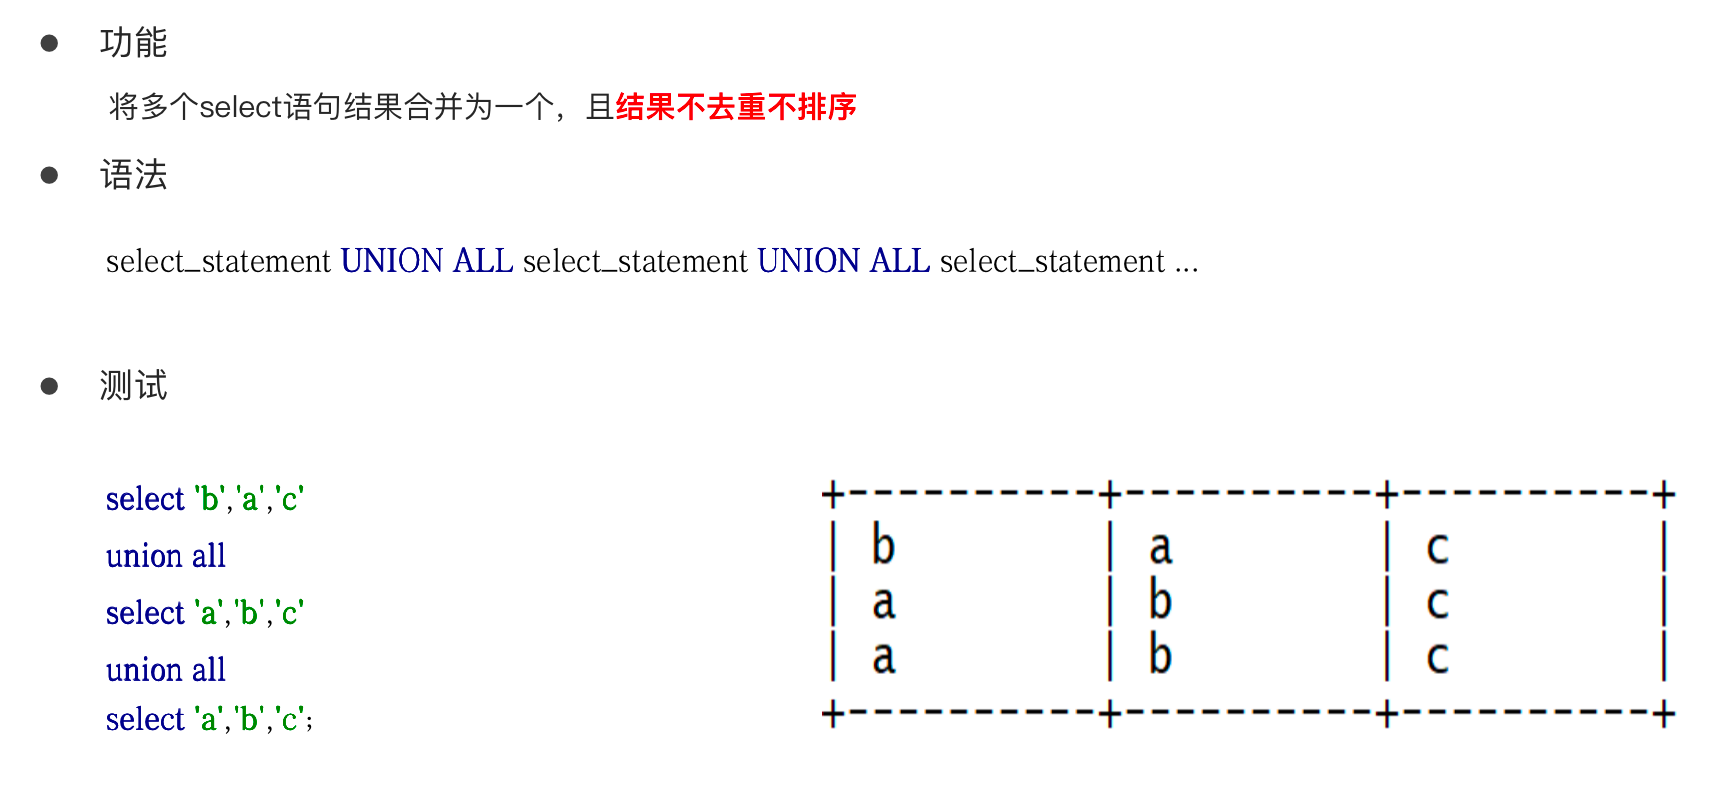 ● 功能
将多个select语句结果合并为一个，且结果不去重不排序
● 语法
select_statement UNION ALL select_statement UNION ALL select_statement ...
● 测试
select 'b','a','c'
union all
select 'a','b','c'
union all
select 'a','b','c';
+----------+----------+----------+
| b | a | c |
| a | b | c |
| a | b | c |
+----------+----------+----------+